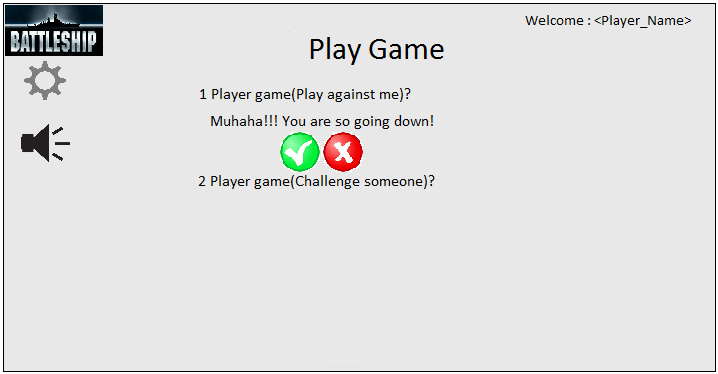 BATTLESHIP
Welcome : <Player_Name>
Play Game
1 Player game(Play against me)?
Muhaha!!! You are so going down!
2 Player game(Challenge someone)?